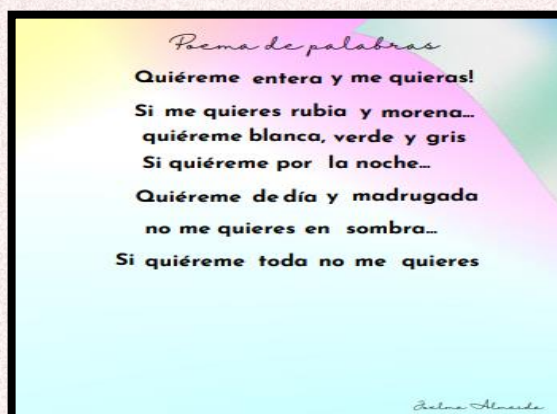 Poema de palabras
Quiéreme entera y me quieras!
Si me quieres rubia y morena...
quiéreme blanca, verde y gris
Si quiéreme por la noche...
Quiéreme de día y madrugada
no me quieres en sombra...
Si quiéreme toda no me quieres
Almeida